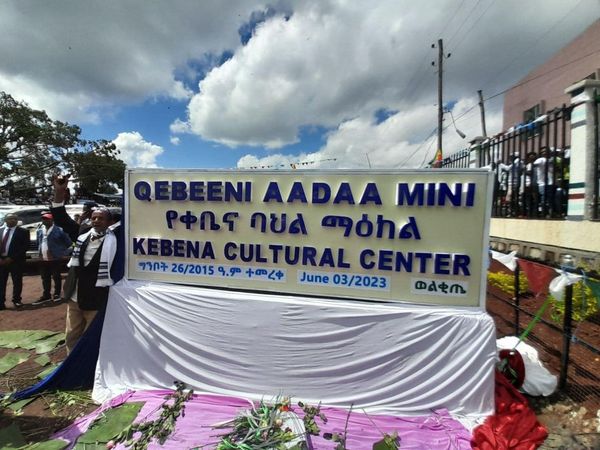 QEBEENI AADAA MINI
የቀቤና ባህል ማዕከል
KEBENA CULTURAL CENTER
ግንቦት 26/2015 ዓ.ም ተመረቀ June 03/2023 ወልቂጤ